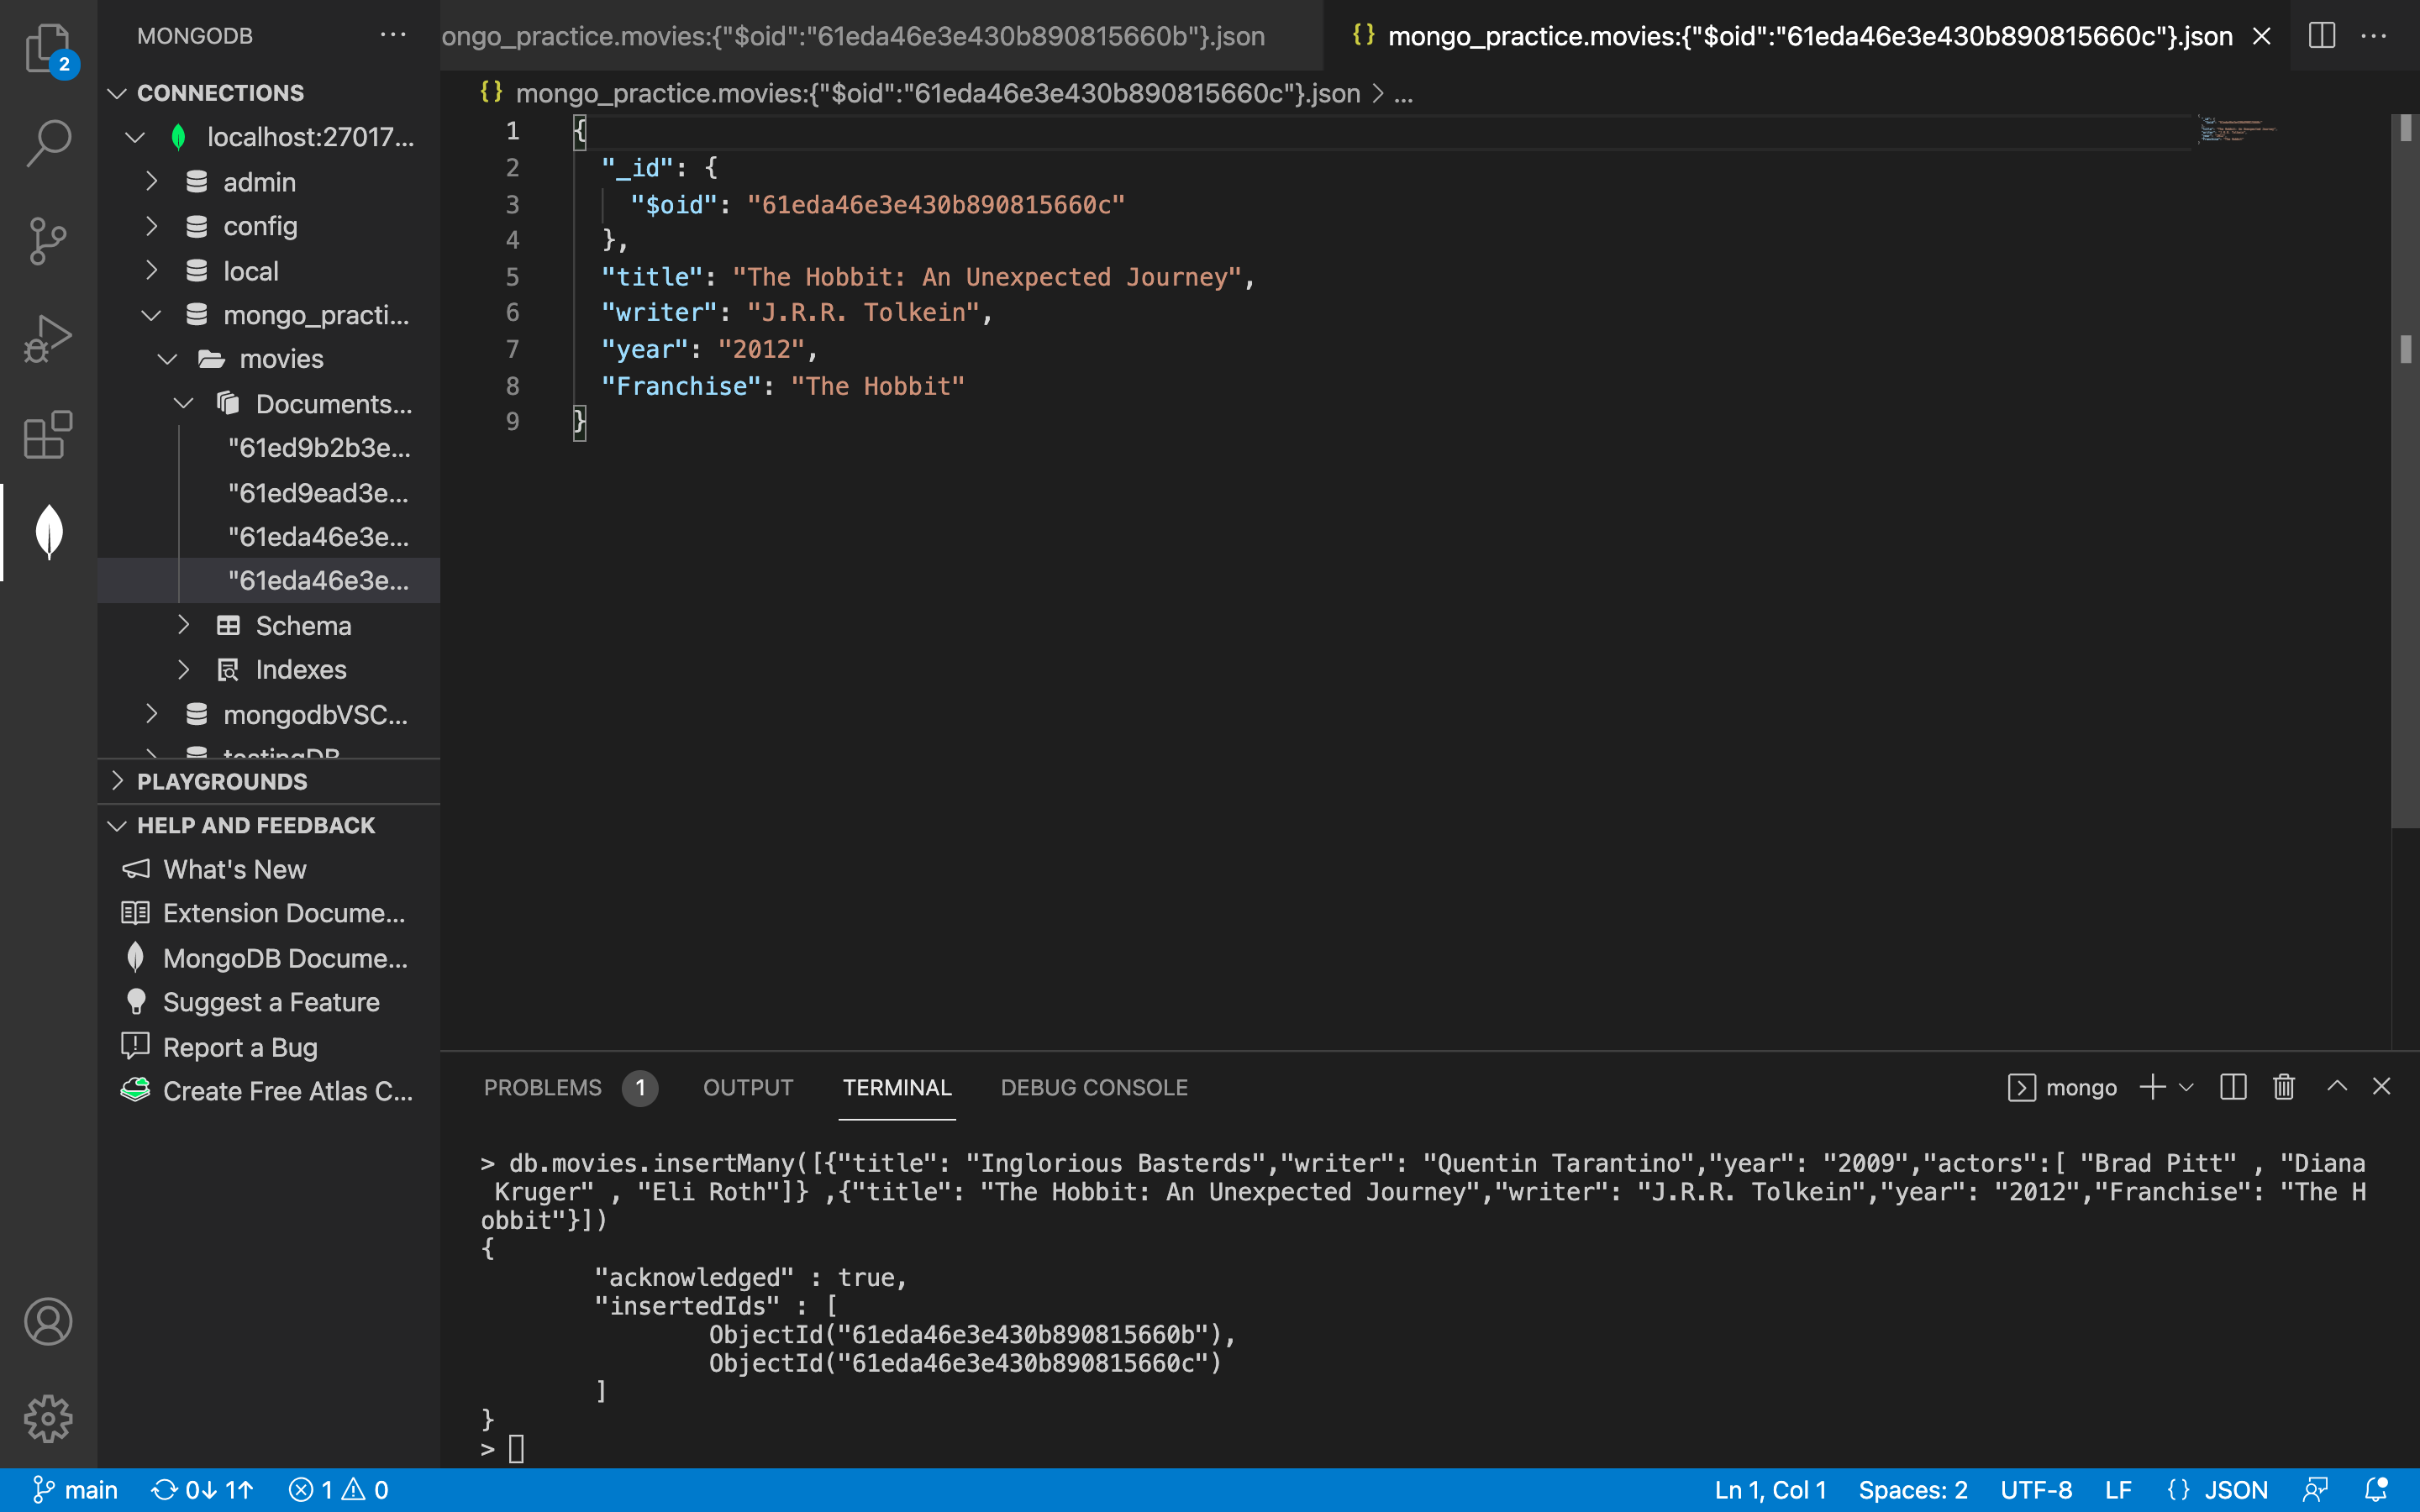 MONGODB
ongo_practice.movies:{"$oid":"61eda46e3e430b890815660b"}.json
mongo_practice.movies:{"$oid":"61eda46e3e430b890815660c"}.json
2
CONNECTIONS
localhost:27017...
admin
config
local
mongo_practi...
movies
Documents...
"61ed9b2b3e...
"61ed9ead3e...
"61eda46e3e...
"61eda46e3e...
Schema
Indexes
mongodbVSC...
testingDB
PLAYGROUNDS
HELP AND FEEDBACK
What's New
Extension Docume...
MongoDB Docume...
Suggest a Feature
Report a Bug
Create Free Atlas C...
mongo_practice.movies:{"$oid":"61eda46e3e430b890815660c"}.json > ...
1 {
2 "_id": {
3 "$oid": "61eda46e3e430b890815660c"
4 },
5 "title": "The Hobbit: An Unexpected Journey",
6 "writer": "J.R.R. Tolkein",
7 "year": "2012",
8 "Franchise": "The Hobbit"
9 }
PROBLEMS 1 OUTPUT TERMINAL DEBUG CONSOLE mongo
> db.movies.insertMany([{"title": "Inglorious Basterds","writer": "Quentin Tarantino","year": "2009","actors":[ "Brad Pitt" , "Diana
Kruger" , "Eli Roth"]} ,{"title": "The Hobbit: An Unexpected Journey","writer": "J.R.R. Tolkein","year": "2012","Franchise": "The H
obbit"}])
{
"acknowledged" : true,
"insertedIds" : [
ObjectId("61eda46e3e430b890815660b"),
ObjectId("61eda46e3e430b890815660c")
]
}
>
main 0↓ 1↑ 1 0 Ln 1, Col 1 Spaces: 2 UTF-8 LF {} JSON